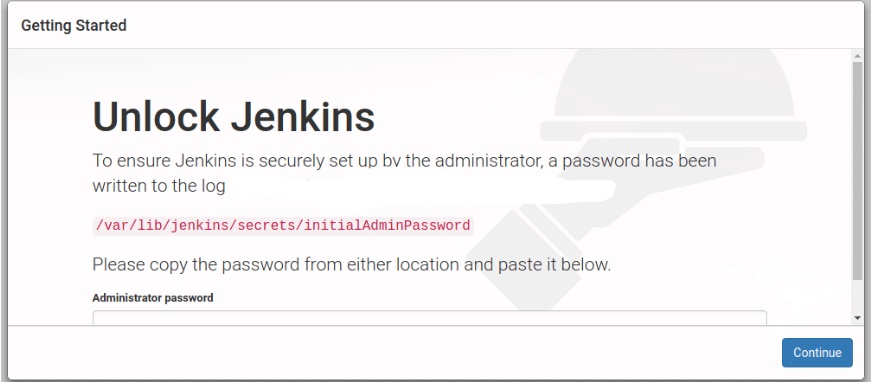 Getting Started
Unlock Jenkins
To ensure Jenkins is securely set up by the administrator, a password has been
written to the log
/var/lib/jenkins/secrets/initialAdminPassword
Please copy the password from either location and paste it below.
Administrator password
Continue